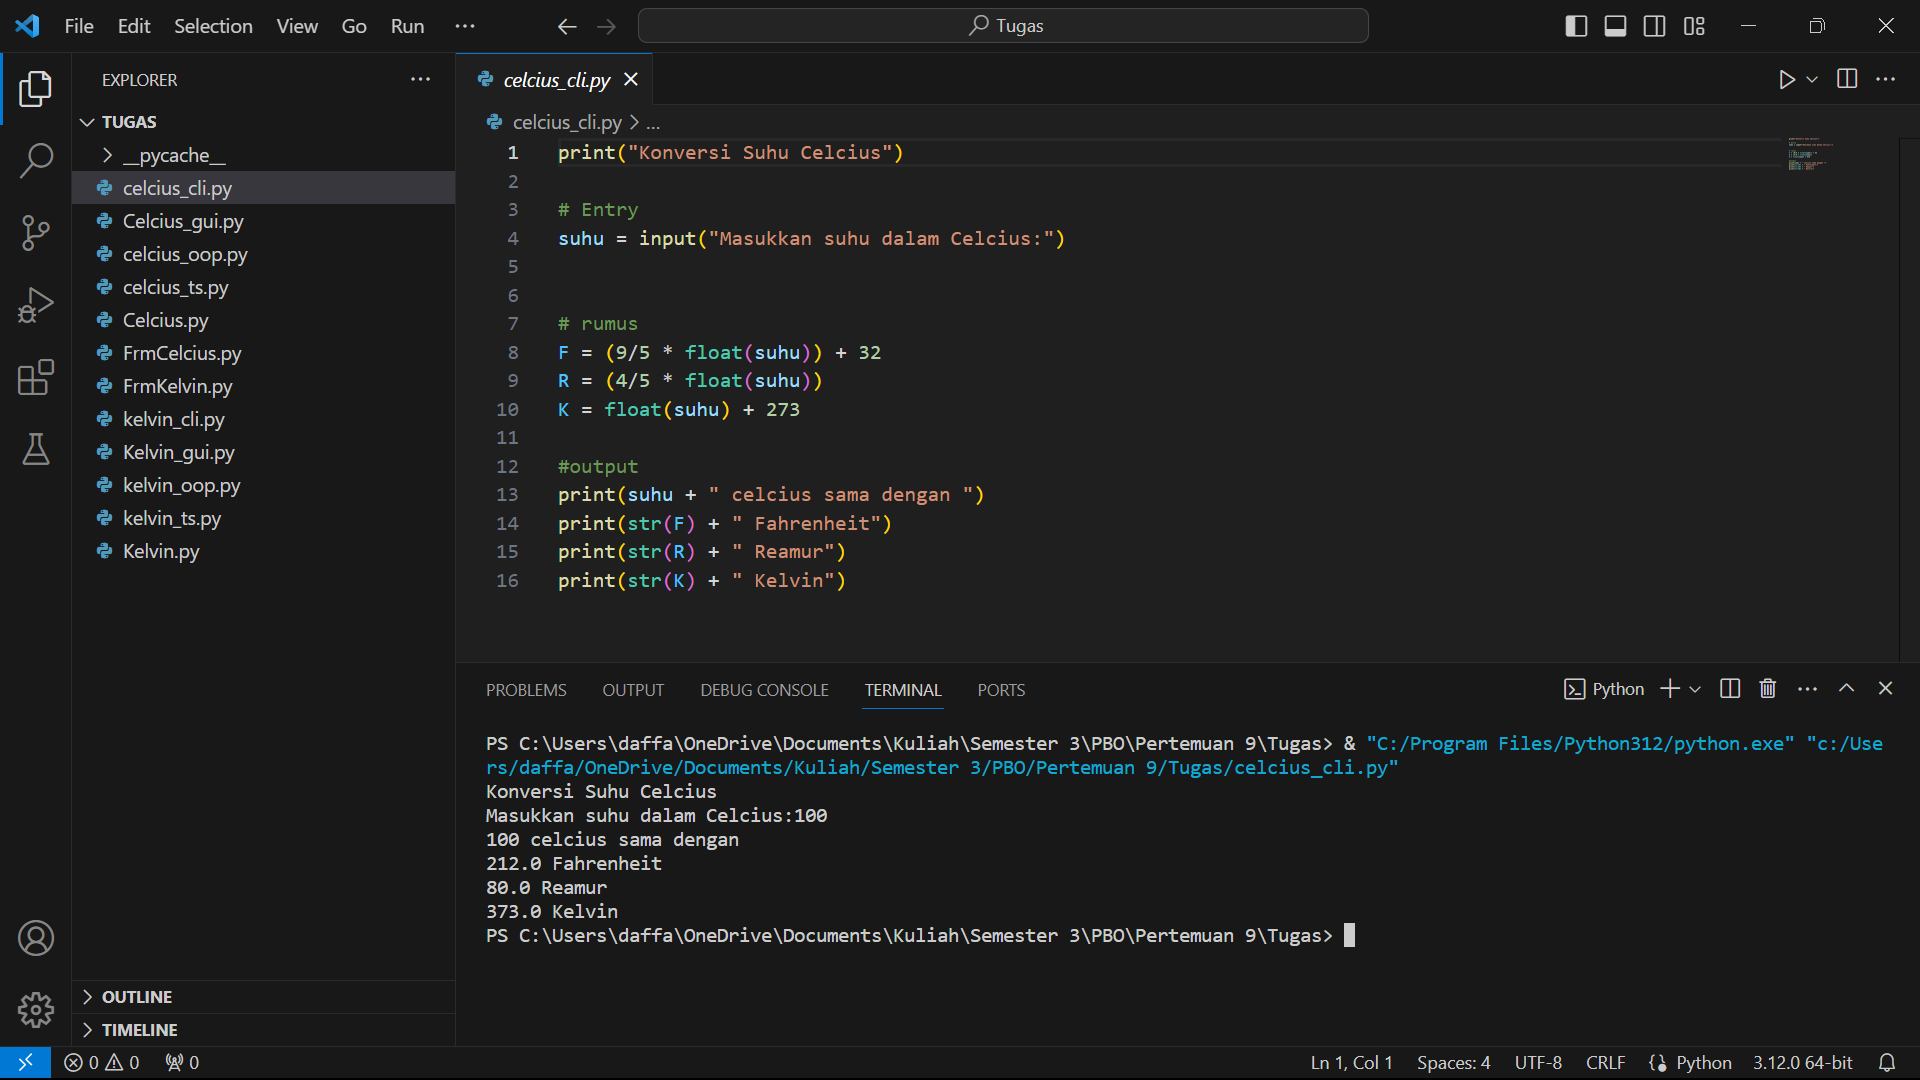 File Edit Selection View Go Run ...
Tugas
EXPLORER
TUGAS
__pycache__
celcius_cli.py
Celcius_gui.py
celcius_oop.py
celcius_ts.py
Celcius.py
FrmCelcius.py
FrmKelvin.py
kelvin_cli.py
Kelvin_gui.py
kelvin_oop.py
kelvin_ts.py
Kelvin.py
OUTLINE
TIMELINE
celcius_cli.py
celcius_cli.py > ...
1 print("Konversi Suhu Celcius")
2
3 # Entry
4 suhu = input("Masukkan suhu dalam Celcius:")
5
6
7 # rumus
8 F = (9/5 * float(suhu)) + 32
9 R = (4/5 * float(suhu))
10 K = float(suhu) + 273
11
12 #output
13 print(suhu + " celcius sama dengan ")
14 print(str(F) + " Fahrenheit")
15 print(str(R) + " Reamur")
16 print(str(K) + " Kelvin")
PROBLEMS OUTPUT DEBUG CONSOLE TERMINAL PORTS
Python
PS C:\Users\daffa\OneDrive\Documents\Kuliah\Semester 3\PBO\Pertemuan 9\Tugas> & "C:/Program Files/Python312/python.exe" "c:/Use
rs/daffa/OneDrive/Documents/Kuliah/Semester 3/PBO/Pertemuan 9/Tugas/celcius_cli.py"
Konversi Suhu Celcius
Masukkan suhu dalam Celcius:100
100 celcius sama dengan
212.0 Fahrenheit
80.0 Reamur
373.0 Kelvin
PS C:\Users\daffa\OneDrive\Documents\Kuliah\Semester 3\PBO\Pertemuan 9\Tugas>
0 0 0
Ln 1, Col 1 Spaces: 4 UTF-8 CRLF Python 3.12.0 64-bit